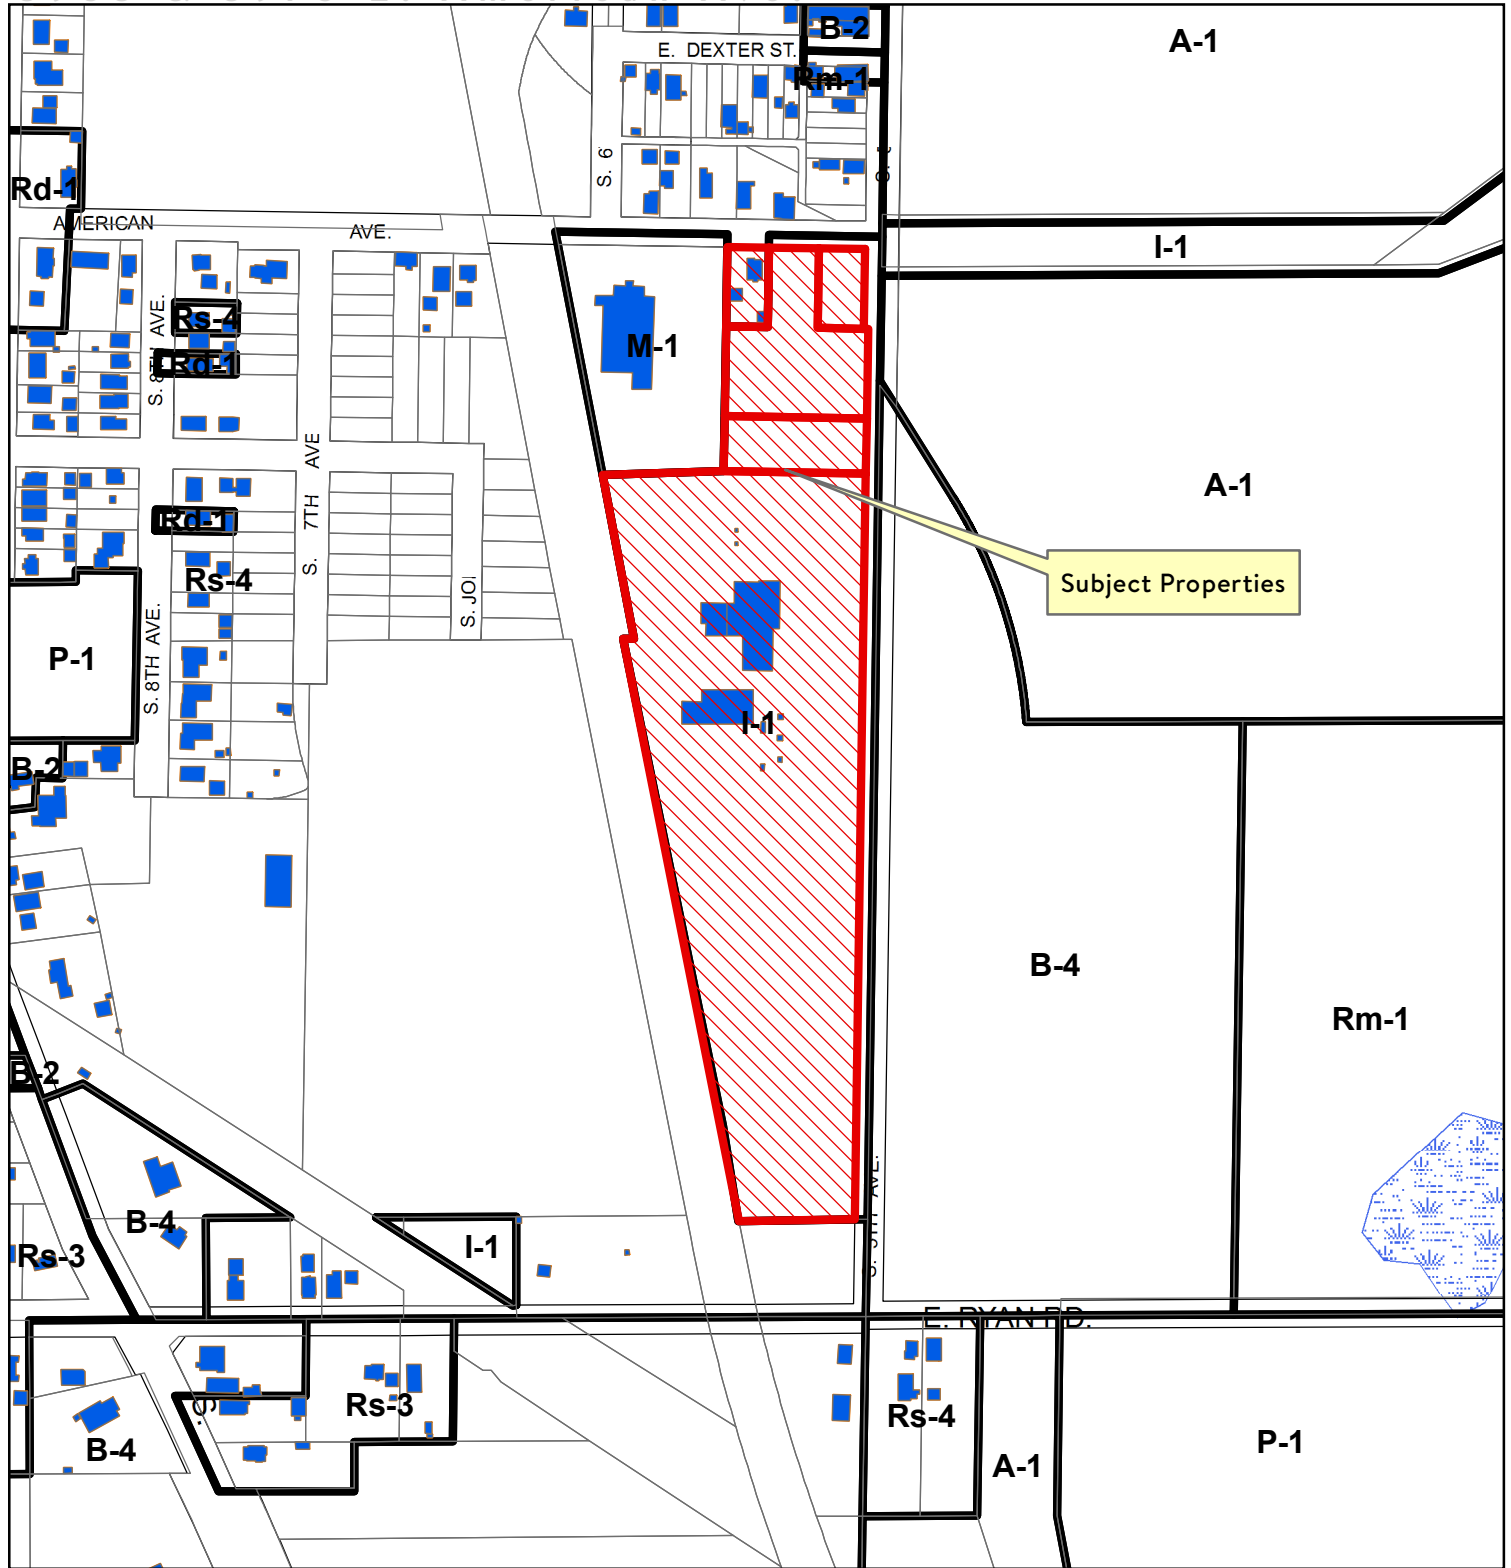 B-2
A-1
E. DEXTER ST.
Rm-1
S. 6
Rd-1
AMERICAN
AVE.
I-1
S. 8TH AVE.
Rs-4
Rd-1
M-1
S. 7TH AVE
A-1
Rd-1
Rs-4
Subject Properties
S. JOI
P-1
S. 8TH AVE.
I-1
B-2
B-4
Rm-1
B-2
B-4
I-1
Rs-3
S. 5TH AVE.
E. RYAN RD.
Rs-3
S.
Rs-4
B-4
A-1
P-1